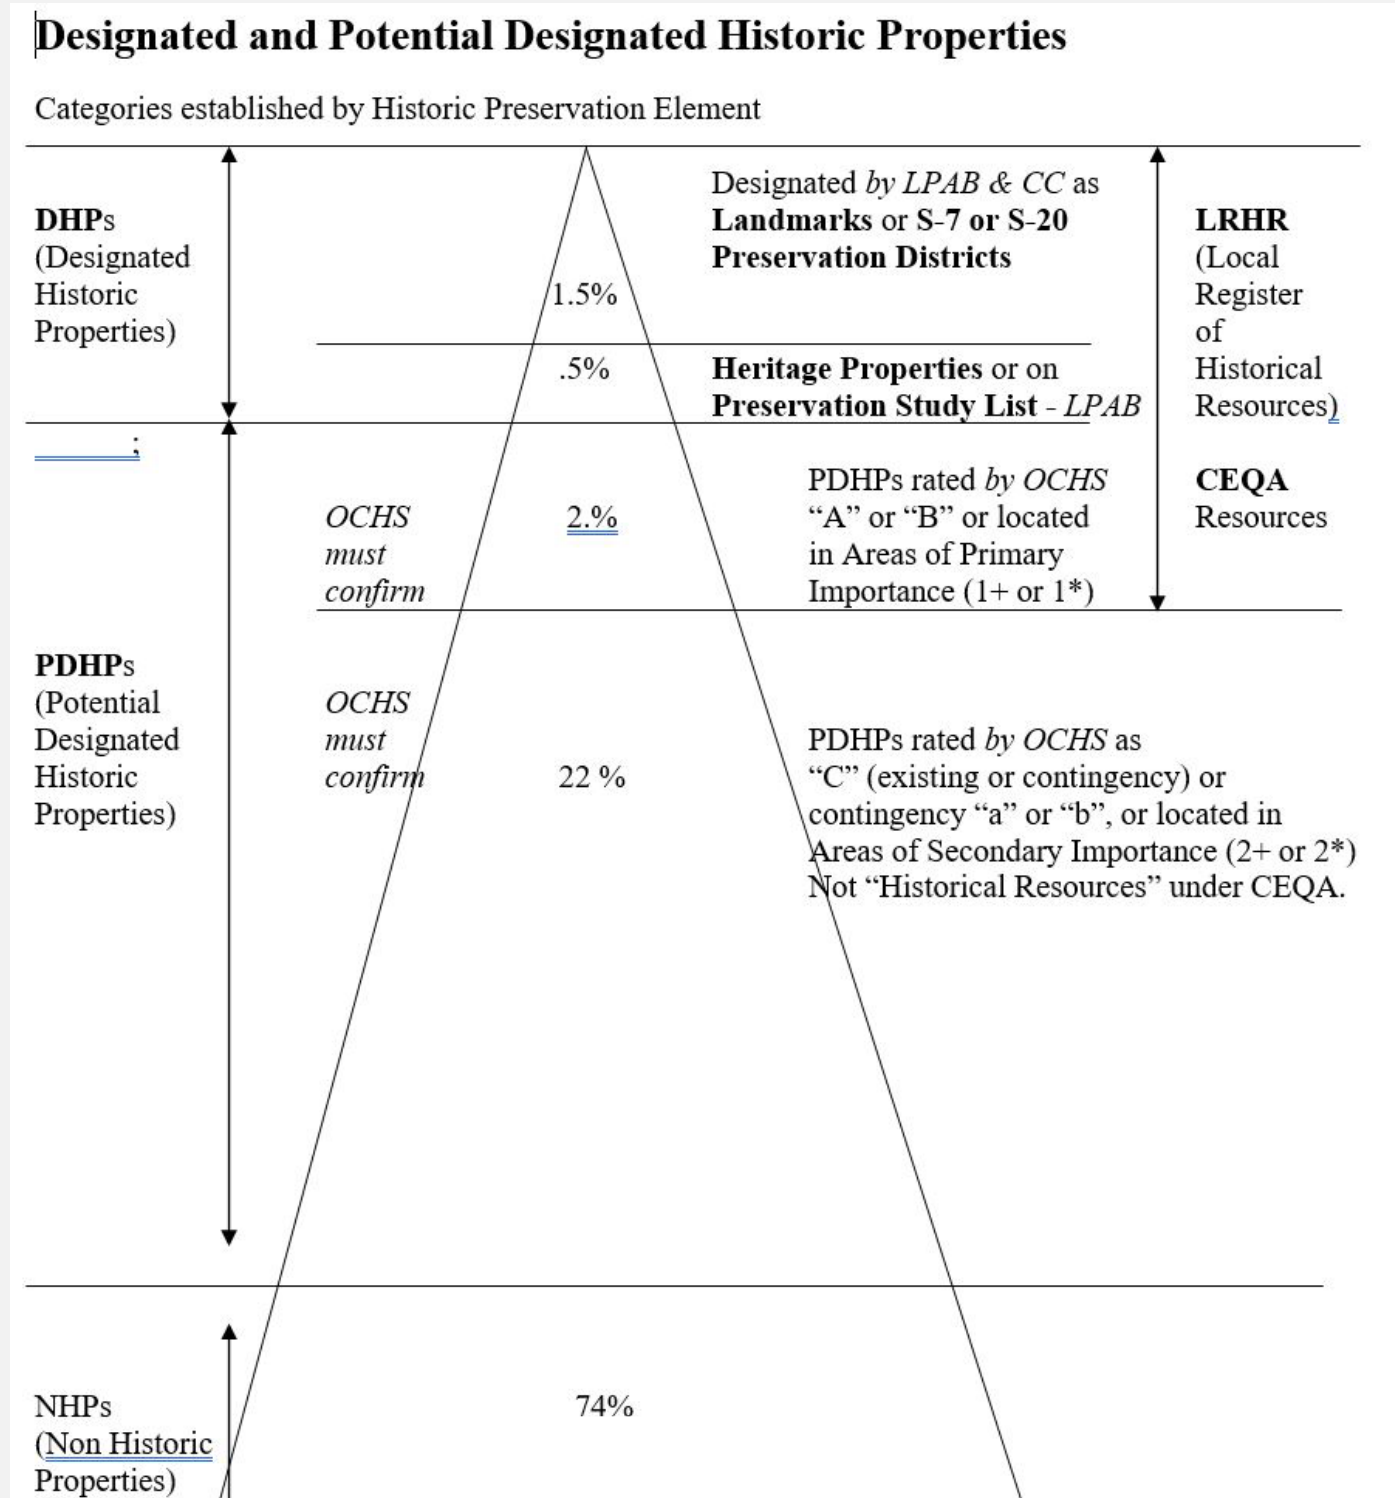 Designated and Potential Designated Historic Properties
Categories established by Historic Preservation Element
DHPs
(Designated
Historic
Properties)
1.5%
Designated by LPAB & CC as
Landmarks or S-7 or S-20
Preservation Districts
.5%
Heritage Properties or on
Preservation Study List - LPAB
LRHR
(Local
Register
of
Historical
Resources)
;
OCHS
must
confirm
2.%
PDHPs rated by OCHS
“A” or “B” or located
in Areas of Primary
Importance (1+ or 1*)
CEQA
Resources
PDHPs
(Potential
Designated
Historic
Properties)
OCHS
must
confirm
22 %
PDHPs rated by OCHS as
“C” (existing or contingency) or
contingency “a” or “b”, or located in
Areas of Secondary Importance (2+ or 2*)
Not “Historical Resources” under CEQA.
NHPs
(Non Historic
Properties)
74%